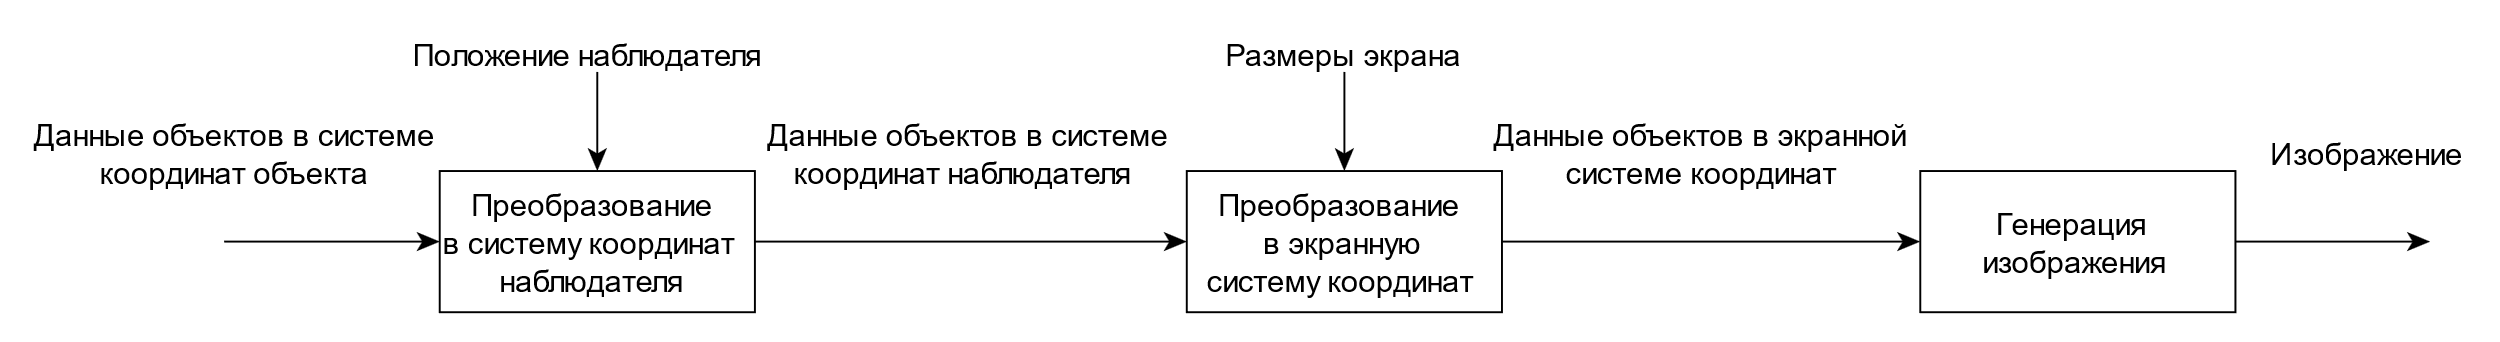 Положение наблюдателя
Размеры экрана
Данные объектов в системе
координат объекта
Данные объектов в системе
координат наблюдателя
Данные объектов в экранной
системе координат
Изображение
Преобразование
в систему координат
наблюдателя
Преобразование
в экранную
систему координат
Генерация
изображения